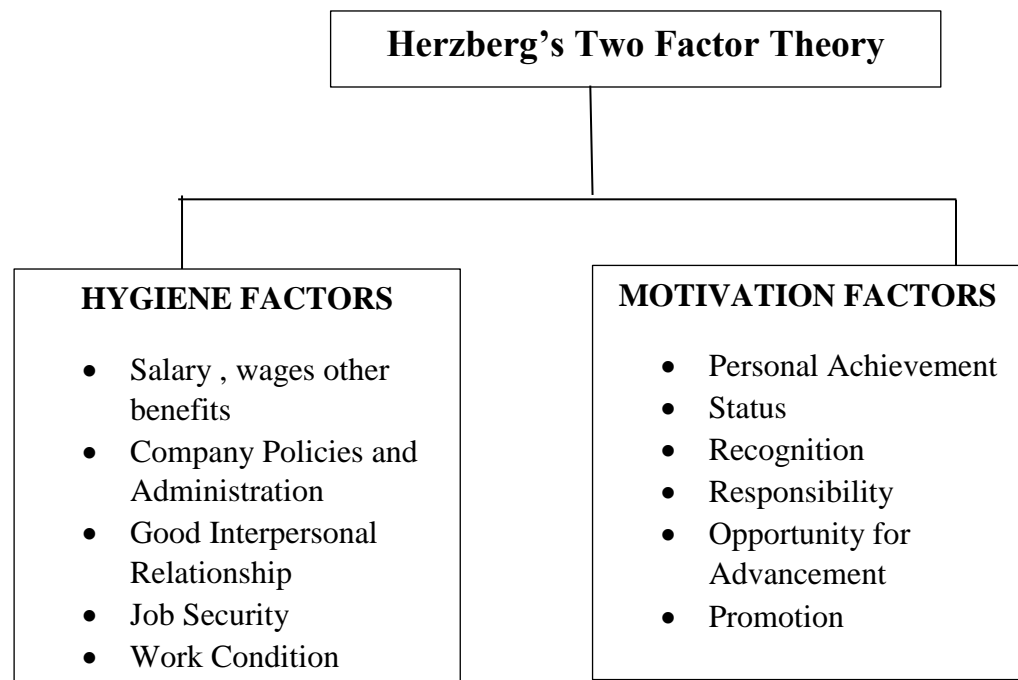 Herzberg’s Two Factor Theory
HYGIENE FACTORS
• Salary , wages other
benefits
• Company Policies and
Administration
• Good Interpersonal
Relationship
• Job Security
• Work Condition
MOTIVATION FACTORS
• Personal Achievement
• Status
• Recognition
• Responsibility
• Opportunity for
Advancement
• Promotion